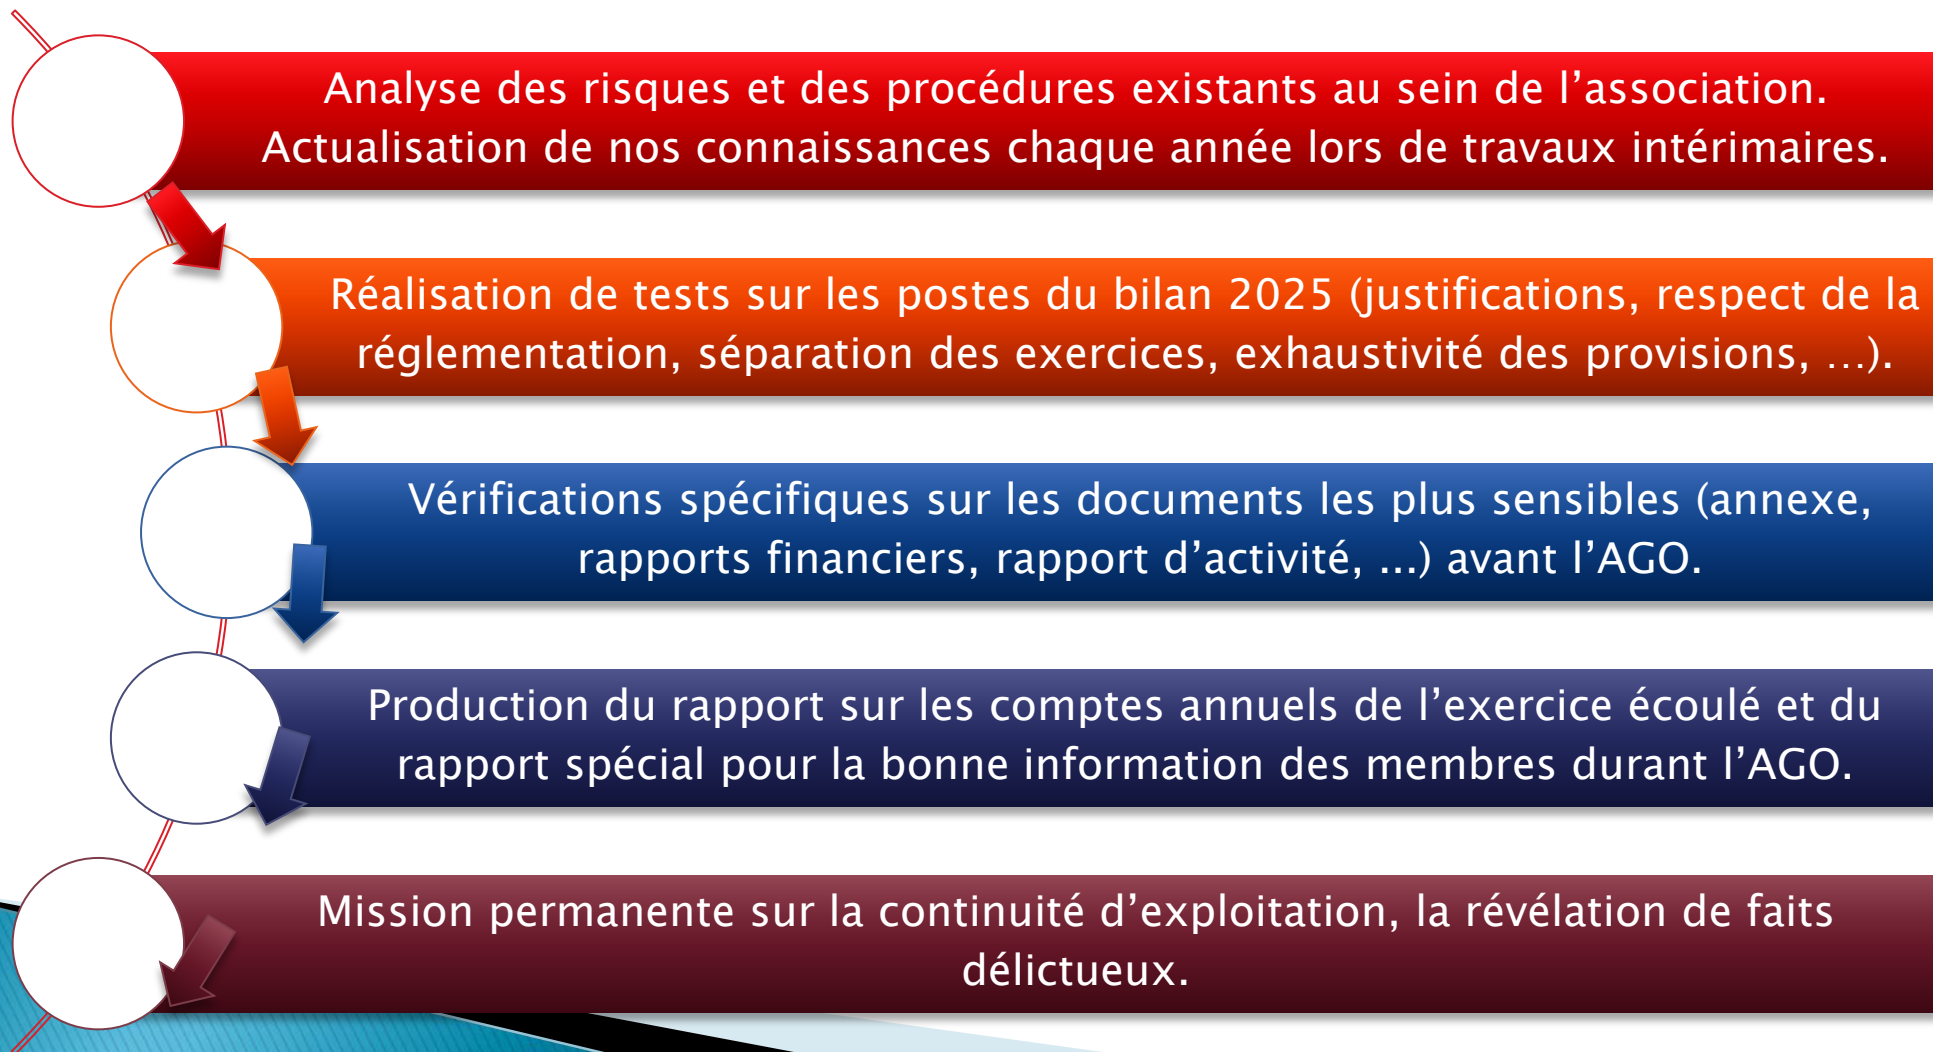 Analyse des risques et des procédures existants au sein de l’association.
Actualisation de nos connaissances chaque année lors de travaux intérimaires.
Réalisation de tests sur les postes du bilan 2025 (justifications, respect de la
réglementation, séparation des exercices, exhaustivité des provisions, …).
Vérifications spécifiques sur les documents les plus sensibles (annexe,
rapports financiers, rapport d’activité, ...) avant l’AGO.
Production du rapport sur les comptes annuels de l’exercice écoulé et du
rapport spécial pour la bonne information des membres durant l’AGO.
Mission permanente sur la continuité d’exploitation, la révélation de faits
délictueux.